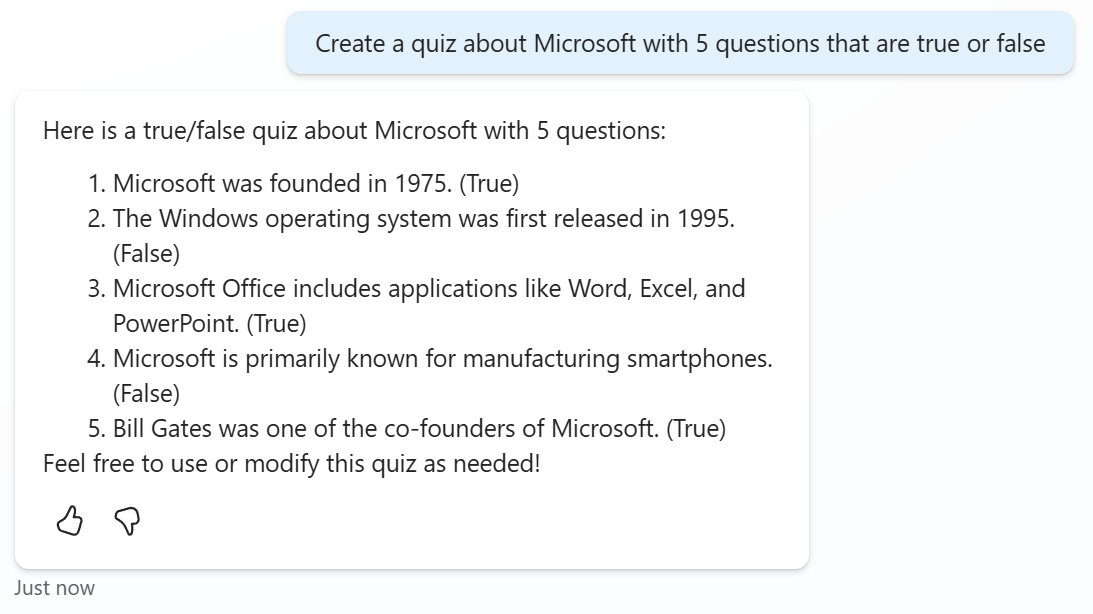 Create a quiz about Microsoft with 5 questions that are true or false
Here is a true/false quiz about Microsoft with 5 questions:
1. Microsoft was founded in 1975. (True)
2. The Windows operating system was first released in 1995.
(False)
3. Microsoft Office includes applications like Word, Excel, and
PowerPoint. (True)
4. Microsoft is primarily known for manufacturing smartphones.
(False)
5. Bill Gates was one of the co-founders of Microsoft. (True)
Feel free to use or modify this quiz as needed!
Just now